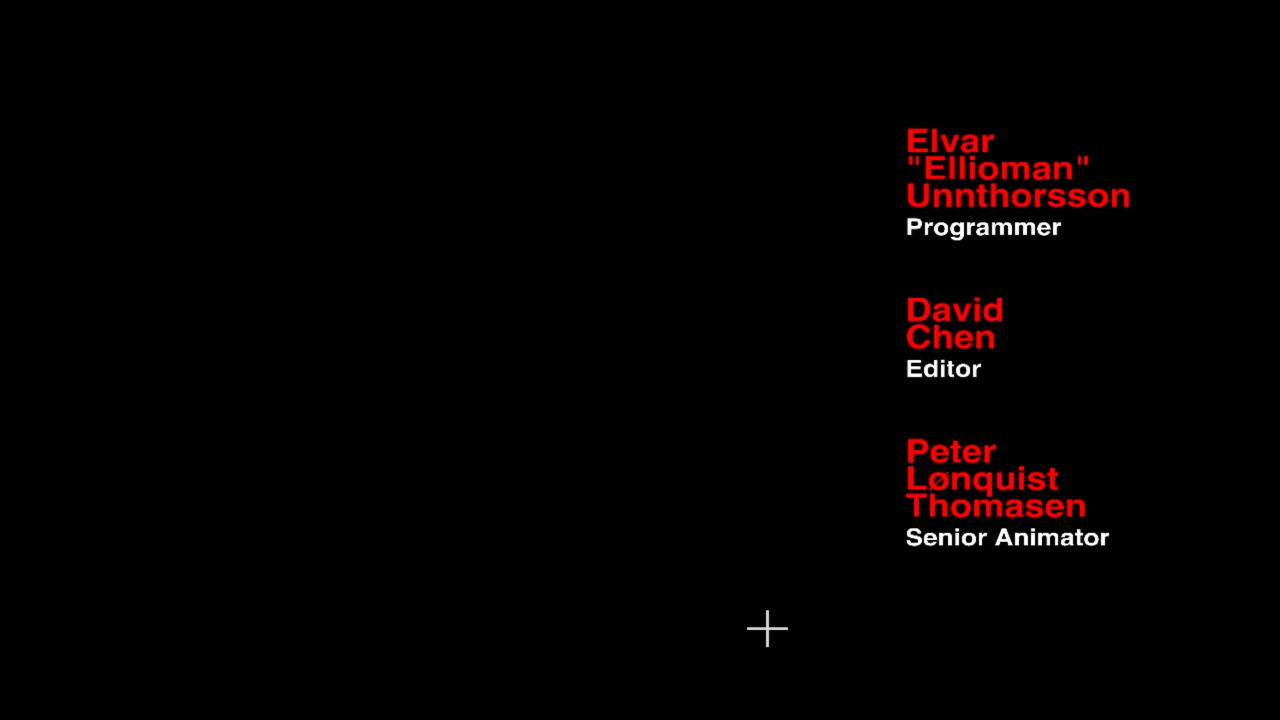 Elvar
"Ellioman"
Unnthorsson
Programmer
David
Chen
Editor
Peter
Lønquist
Thomasen
Senior Animator